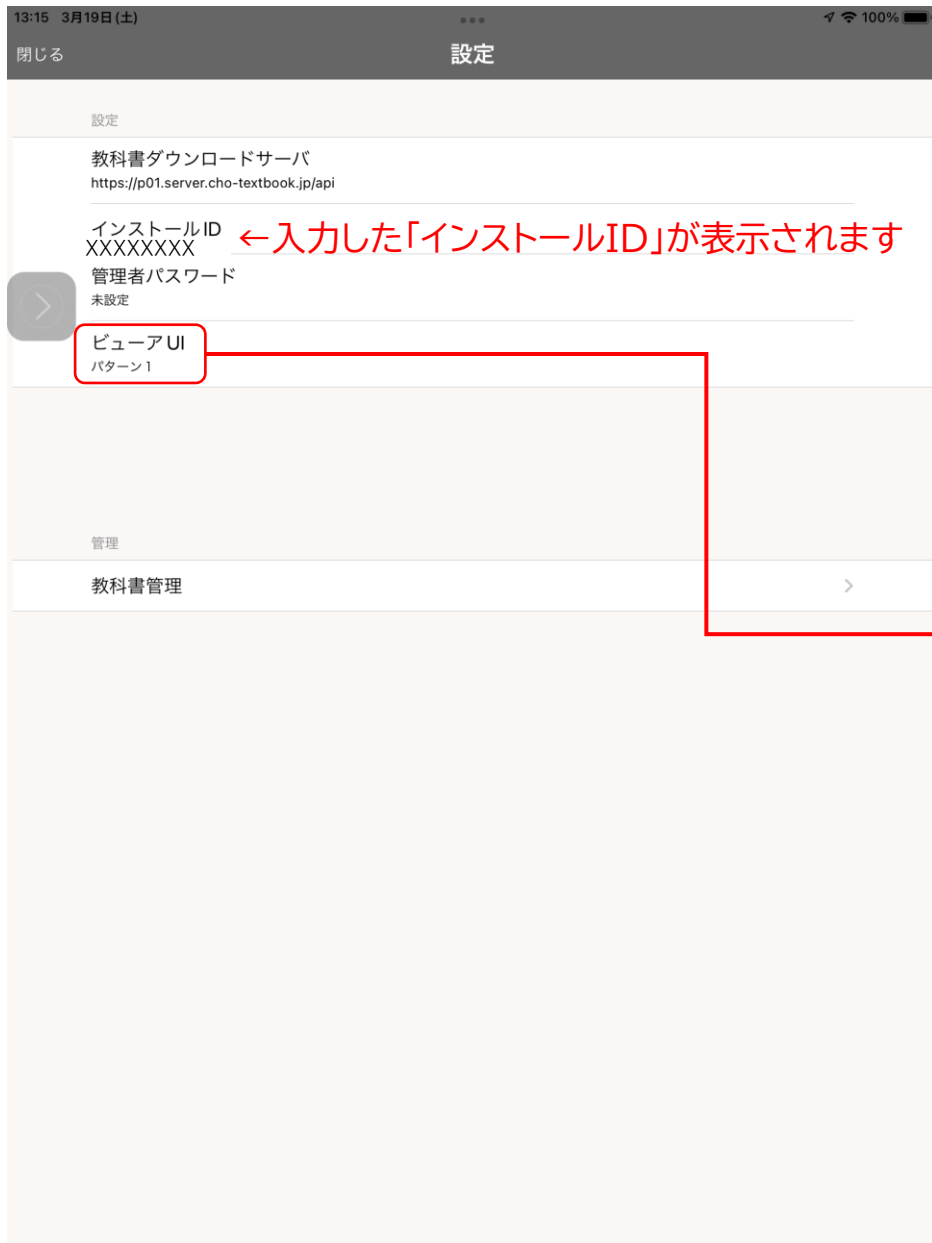 13:15 3月19日(土)
100%
閉じる
設定
設定
教科書ダウンロードサーバ
https://p01.server.cho-textbook.jp/api
インストール ID
XXXXXXXX
←入力した「インストールID」が表示されます
管理者パスワード
未設定
ビューア UI
パターン 1
管理
教科書管理